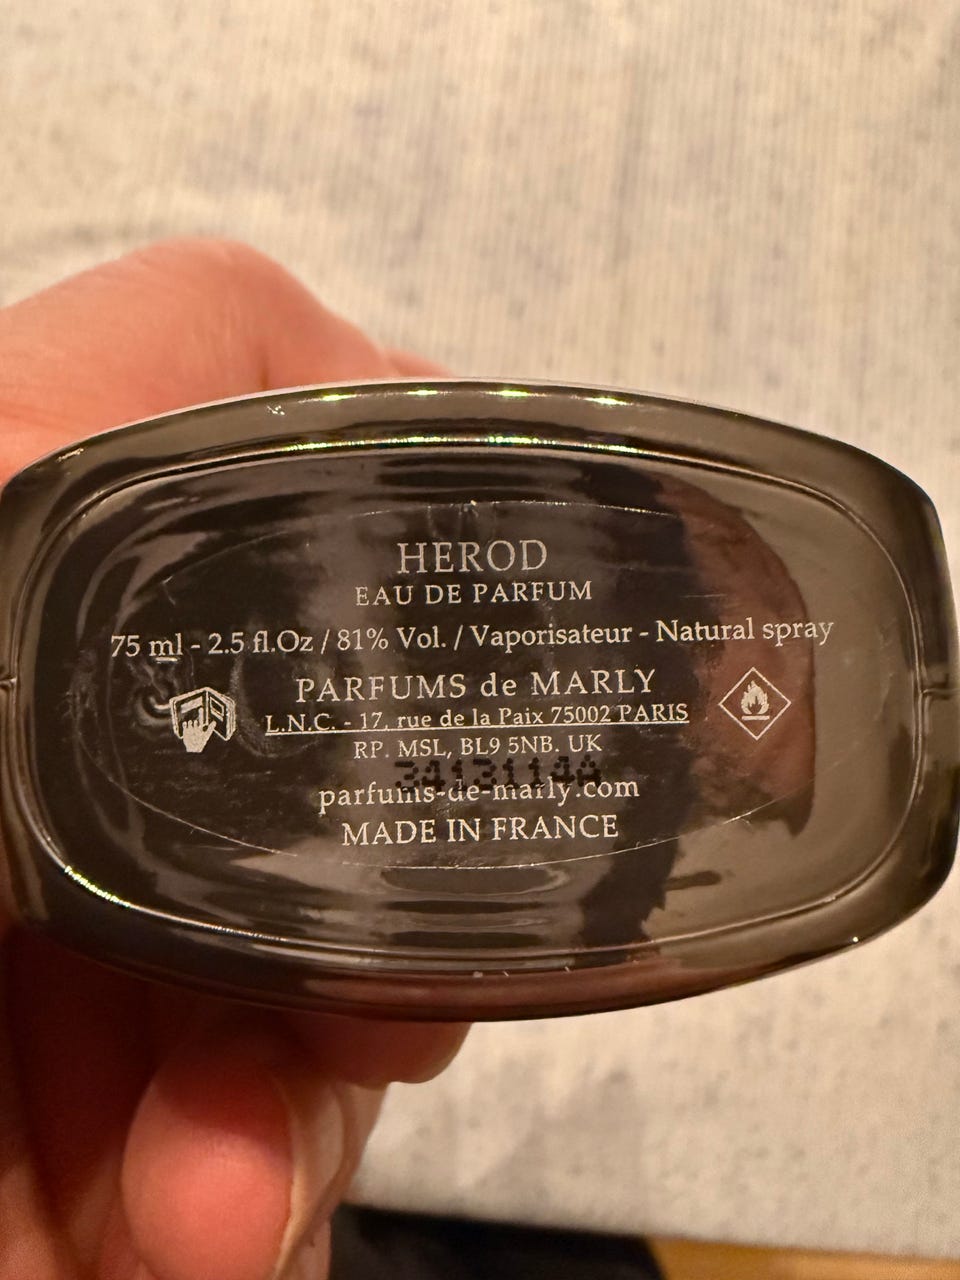 HEROD
EAU DE PARFUM
75 ml - 2.5 fl.Oz / 81% Vol. / Vaporisateur - Natural spray
PARFUMS de MARLY
L.N.C. - 17, rue de la Paix 75002 PARIS
RP. MSL, BL9 5NB. UK
3413114A
parfums-de-marly.com
MADE IN FRANCE